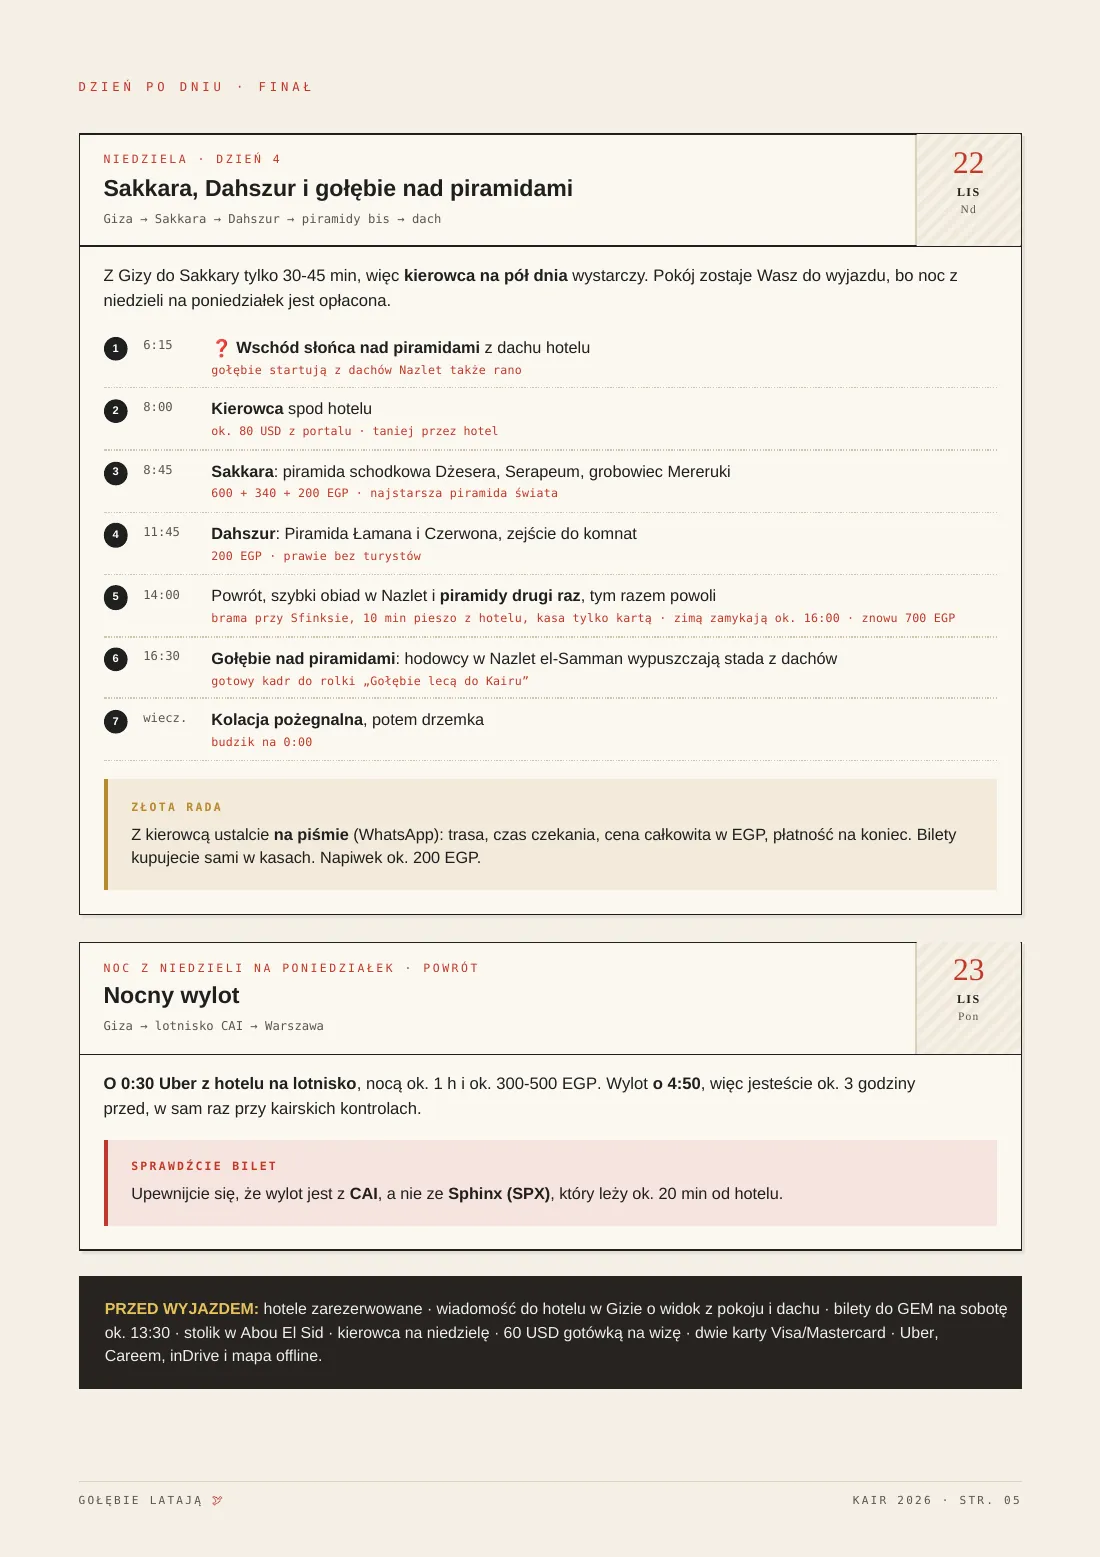 DZIEŃ PO DNIU · FINAŁ
NIEDZIELA · DZIEŃ 4
Sakkara, Dahszur i gołębie nad piramidami
Giza → Sakkara → Dahszur → piramidy bis → dach
22
LIS
Nd
Z Gizy do Sakkary tylko 30-45 min, więc kierowca na pół dnia wystarczy. Pokój zostaje Wasz do wyjazdu, bo noc z
niedzieli na poniedziałek jest opłacona.
1 6:15 ❓ Wschód słońca nad piramidami z dachu hotelu
gołębie startują z dachów Nazlet także rano
2 8:00 Kierowca spod hotelu
ok. 80 USD z portalu · taniej przez hotel
3 8:45 Sakkara: piramida schodkowa Dżesera, Serapeum, grobowiec Mereruki
600 + 340 + 200 EGP · najstarsza piramida świata
4 11:45 Dahszur: Piramida Łamana i Czerwona, zejście do komnat
200 EGP · prawie bez turystów
5 14:00 Powrót, szybki obiad w Nazlet i piramidy drugi raz, tym razem powoli
brama przy Sfinksie, 10 min pieszo z hotelu, kasa tylko kartą · zimą zamykają ok. 16:00 · znowu 700 EGP
6 16:30 Gołębie nad piramidami: hodowcy w Nazlet el-Samman wypuszczają stada z dachów
gotowy kadr do rolki „Gołębie lecą do Kairu”
7 wiecz. Kolacja pożegnalna, potem drzemka
budzik na 0:00
ZŁOTA RADA
Z kierowcą ustalcie na piśmie (WhatsApp): trasa, czas czekania, cena całkowita w EGP, płatność na koniec. Bilety
kupujecie sami w kasach. Napiwek ok. 200 EGP.
NOC Z NIEDZIELI NA PONIEDZIAŁEK · POWRÓT
Nocny wylot
Giza → lotnisko CAI → Warszawa
23
LIS
Pon
O 0:30 Uber z hotelu na lotnisko, nocą ok. 1 h i ok. 300-500 EGP. Wylot o 4:50, więc jesteście ok. 3 godziny
przed, w sam raz przy kairskich kontrolach.
SPRAWDŹCIE BILET
Upewnijcie się, że wylot jest z CAI, a nie ze Sphinx (SPX), który leży ok. 20 min od hotelu.
PRZED WYJAZDEM: hotele zarezerwowane · wiadomość do hotelu w Gizie o widok z pokoju i dachu · bilety do GEM na sobotę
ok. 13:30 · stolik w Abou El Sid · kierowca na niedzielę · 60 USD gotówką na wizę · dwie karty Visa/Mastercard · Uber,
Careem, inDrive i mapa offline.
GOŁĘBIE LATAJĄ 🕊
KAIR 2026 · STR. 05